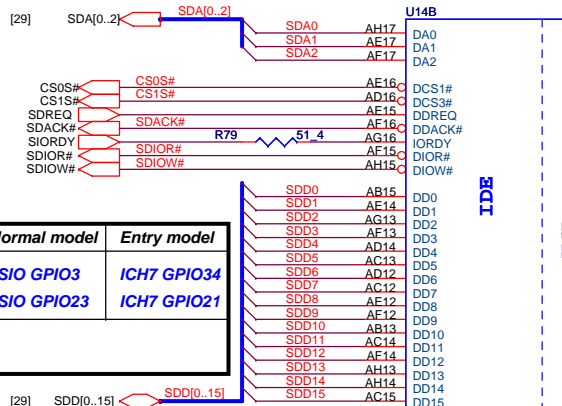 U14B
[29] SDA[0..2] SDA[0..2]
SDA0 AH17 DA0
SDA1 AE17 DA1
SDA2 AF17 DA2
CS0S# CS0S# AE16 DCS1#
CS1S# CS1S# AD16 DCS3#
SDREQ AE15 DDREQ
SDACK# SDACK# AF16 DDACK#
SIORDY R79 51_4 AG16 IORDY
SDIOR# SDIOR# AF15 DIOR#
SDIOW# SDIOW# AH15 DIOW#
IDE
SDD0 AB15 DD0
SDD1 AE14 DD1
SDD2 AG13 DD2
SDD3 AF13 DD3
SDD4 AD14 DD4
SDD5 AC13 DD5
SDD6 AD12 DD6
SDD7 AC12 DD7
SDD8 AE12 DD8
SDD9 AF12 DD9
SDD10 AB13 DD10
SDD11 AC14 DD11
SDD12 AF14 DD12
SDD13 AH13 DD13
SDD14 AH14 DD14
SDD15 AC15 DD15
ormal model Entry model
SIO GPIO3 ICH7 GPIO34
SIO GPIO23 ICH7 GPIO21
[29] SDD[0..15] SDD[0..15]